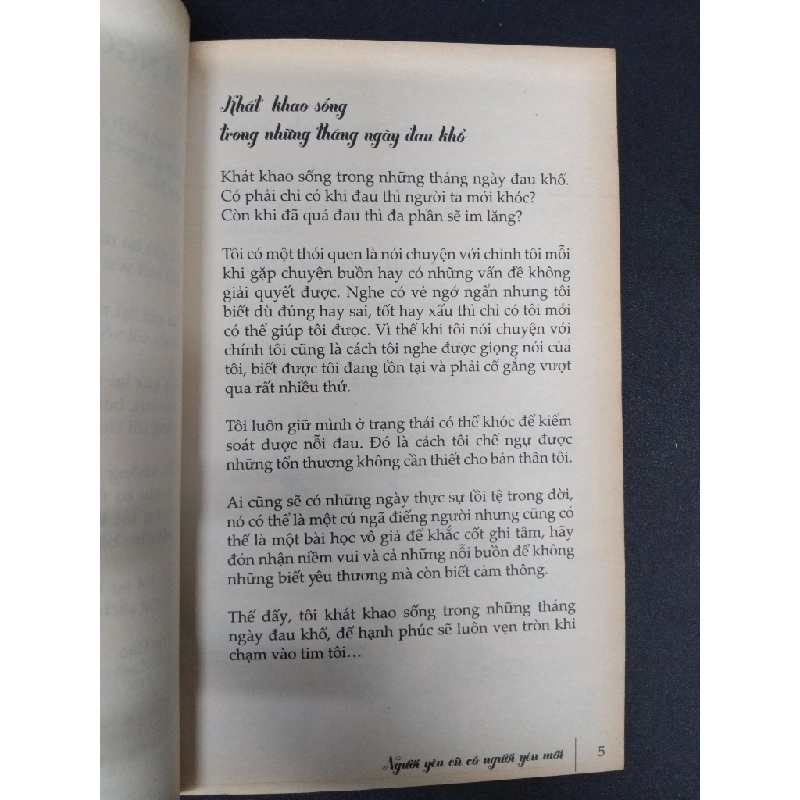 Khát khao sống
trong những tháng ngày đau khổ
Khát khao sống trong những tháng ngày đau khổ.
Có phải chỉ có khi đau thì người ta mới khóc?
Còn khi đã quá đau thì đa phần sẽ im lặng?
Tôi có một thói quen là nói chuyện với chính tôi mỗi
khi gặp chuyện buồn hay có những vấn đề không
giải quyết được. Nghe có vẻ ngớ ngẩn nhưng tôi
biết dù đúng hay sai, tốt hay xấu thì chỉ có tôi mới
có thể giúp tôi được. Vì thế khi tôi nói chuyện với
chính tôi cũng là cách tôi nghe được giọng nói của
tôi, biết được tôi đang tồn tại và phải cố gắng vượt
qua rất nhiều thứ.
Tôi luôn giữ mình ở trạng thái có thể khóc để kiểm
soát được nỗi đau. Đó là cách tôi chế ngự được
những tổn thương không cần thiết cho bản thân tôi.
Ai cũng sẽ có những ngày thực sự tồi tệ trong đời,
nó có thể là một cú ngã điếng người nhưng cũng có
thể là một bài học vô giá để khắc cốt ghi tâm, hãy
đón nhận niềm vui và cả những nỗi buồn để không
những biết yêu thương mà còn biết cảm thông.
Thế đấy, tôi khát khao sống trong những tháng
ngày đau khổ, để hạnh phúc sẽ luôn vẹn tròn khi
chạm vào tim tôi...
Người yêu cũ có người yêu mới 5